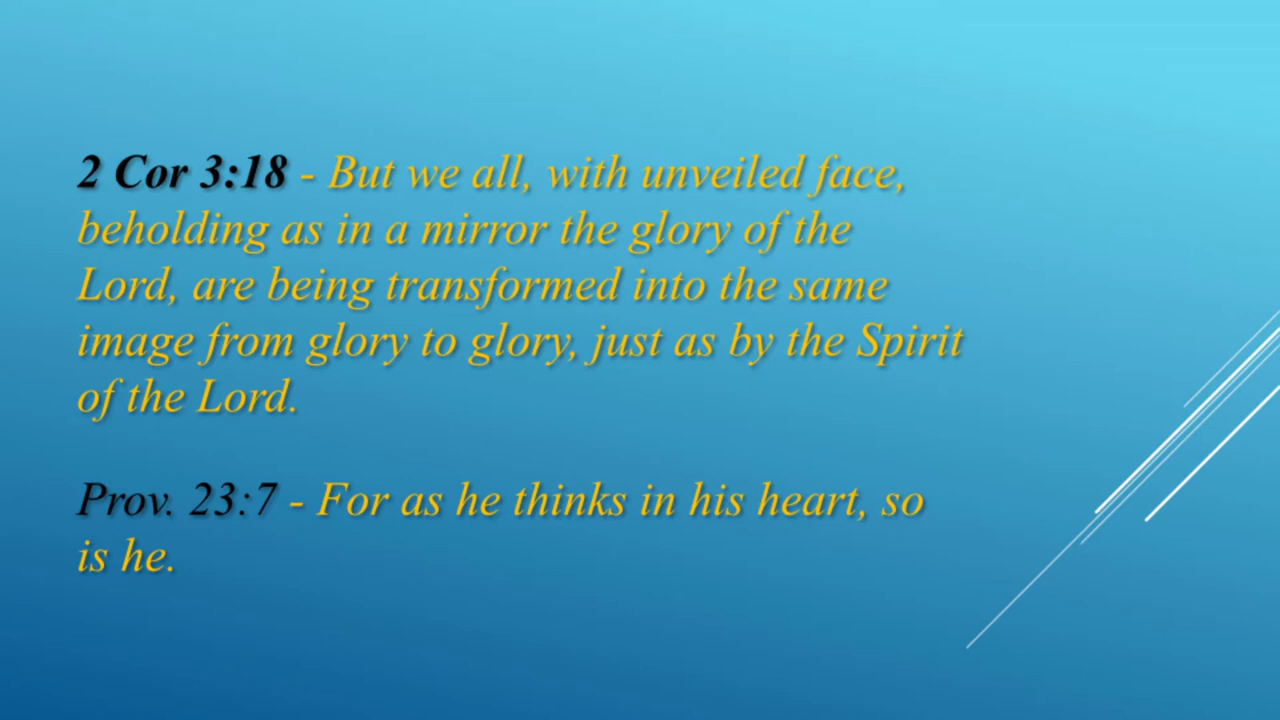 2 Cor 3:18 - But we all, with unveiled face,
beholding as in a mirror the glory of the
Lord, are being transformed into the same
image from glory to glory, just as by the Spirit
of the Lord.
Prov. 23:7 - For as he thinks in his heart, so
is he.